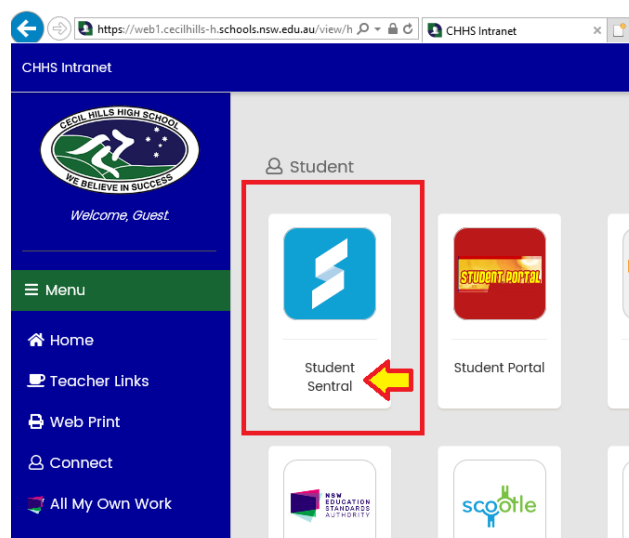 https://web1.cecilhills-h.schools.nsw.edu.au/view/h
CHHS Intranet
CHHS Intranet
CECIL HILLS HIGH SCHOOL
WE BELIEVE IN SUCCESS
Welcome, Guest.
Menu
Home
Teacher Links
Web Print
Connect
All My Own Work
Student
STUDENT PORTAL
Student
Sentral
Student Portal
NSW
EDUCATION
STANDARDS
AUTHORITY
scootle